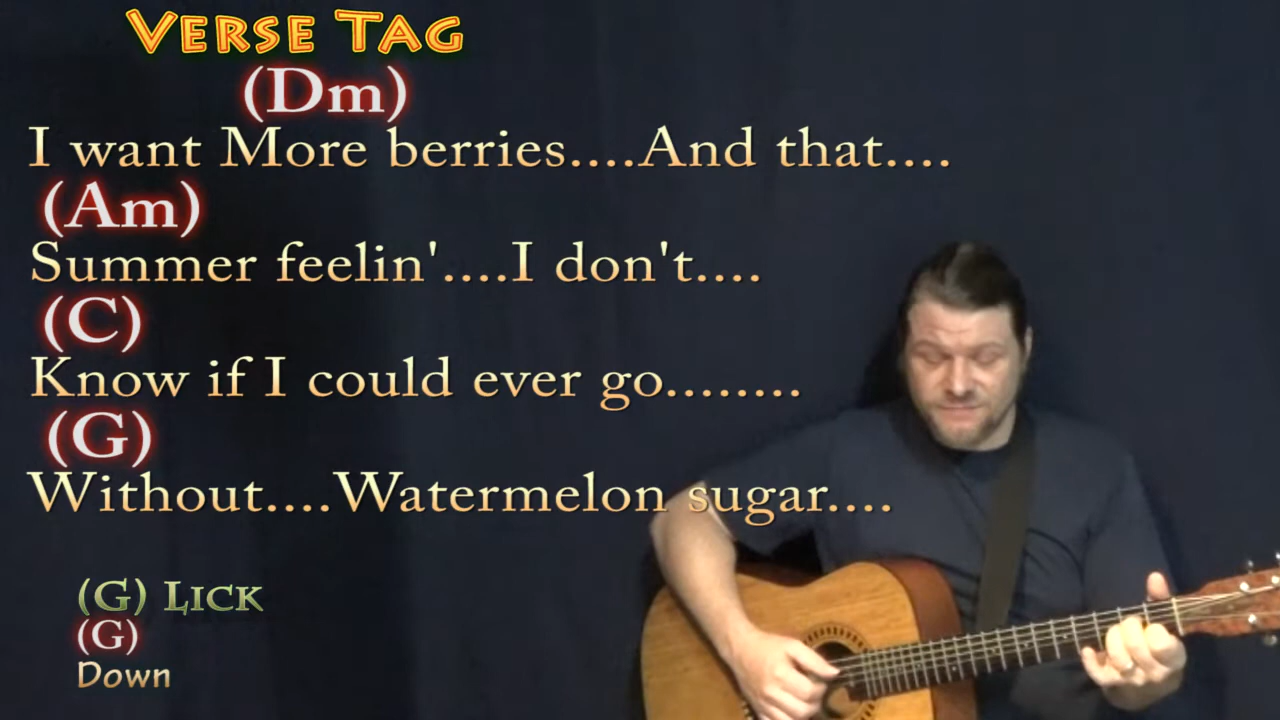 Verse Tag
(Dm)
I want More berries....And that....
(Am)
Summer feelin'....I don't....
(C)
Know if I could ever go........
(G)
Without....Watermelon sugar....
(G) Lick
(G)
Down